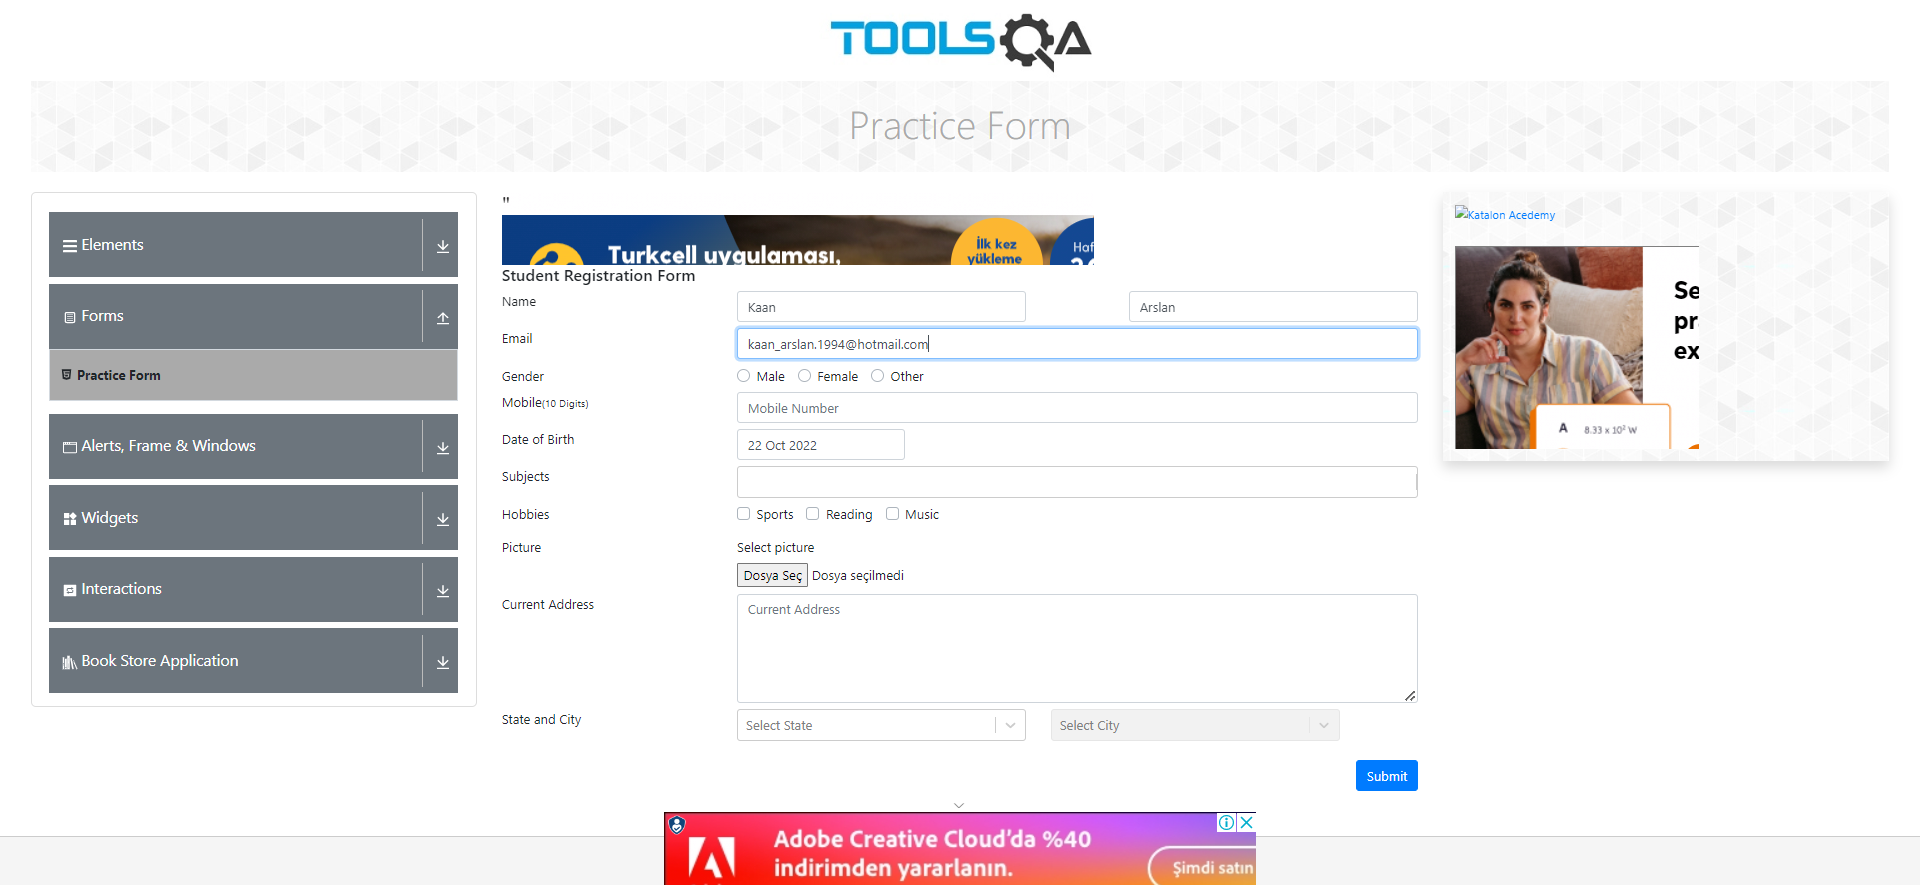 TOOLSQA
Practice Form
Elements
Forms
Practice Form
Alerts, Frame & Windows
Widgets
Interactions
Book Store Application
"
Turkcell uygulaması,
İlk kez
yükleme
Haf
Student Registration Form
Name
Kaan
Arslan
Email
kaan_arslan.1994@hotmail.com
Gender
Male
Female
Other
Mobile(10 Digits)
Mobile Number
Date of Birth
22 Oct 2022
Subjects
Hobbies
Sports
Reading
Music
Picture
Select picture
Dosya Seç Dosya seçilmedi
Current Address
Current Address
State and City
Select State
Select City
Submit
Katalon Acedemy
Se
pr
ex
A 8.33 x 10² W
Adobe Creative Cloud’da %40
indirimden yararlanın.
Şimdi satın